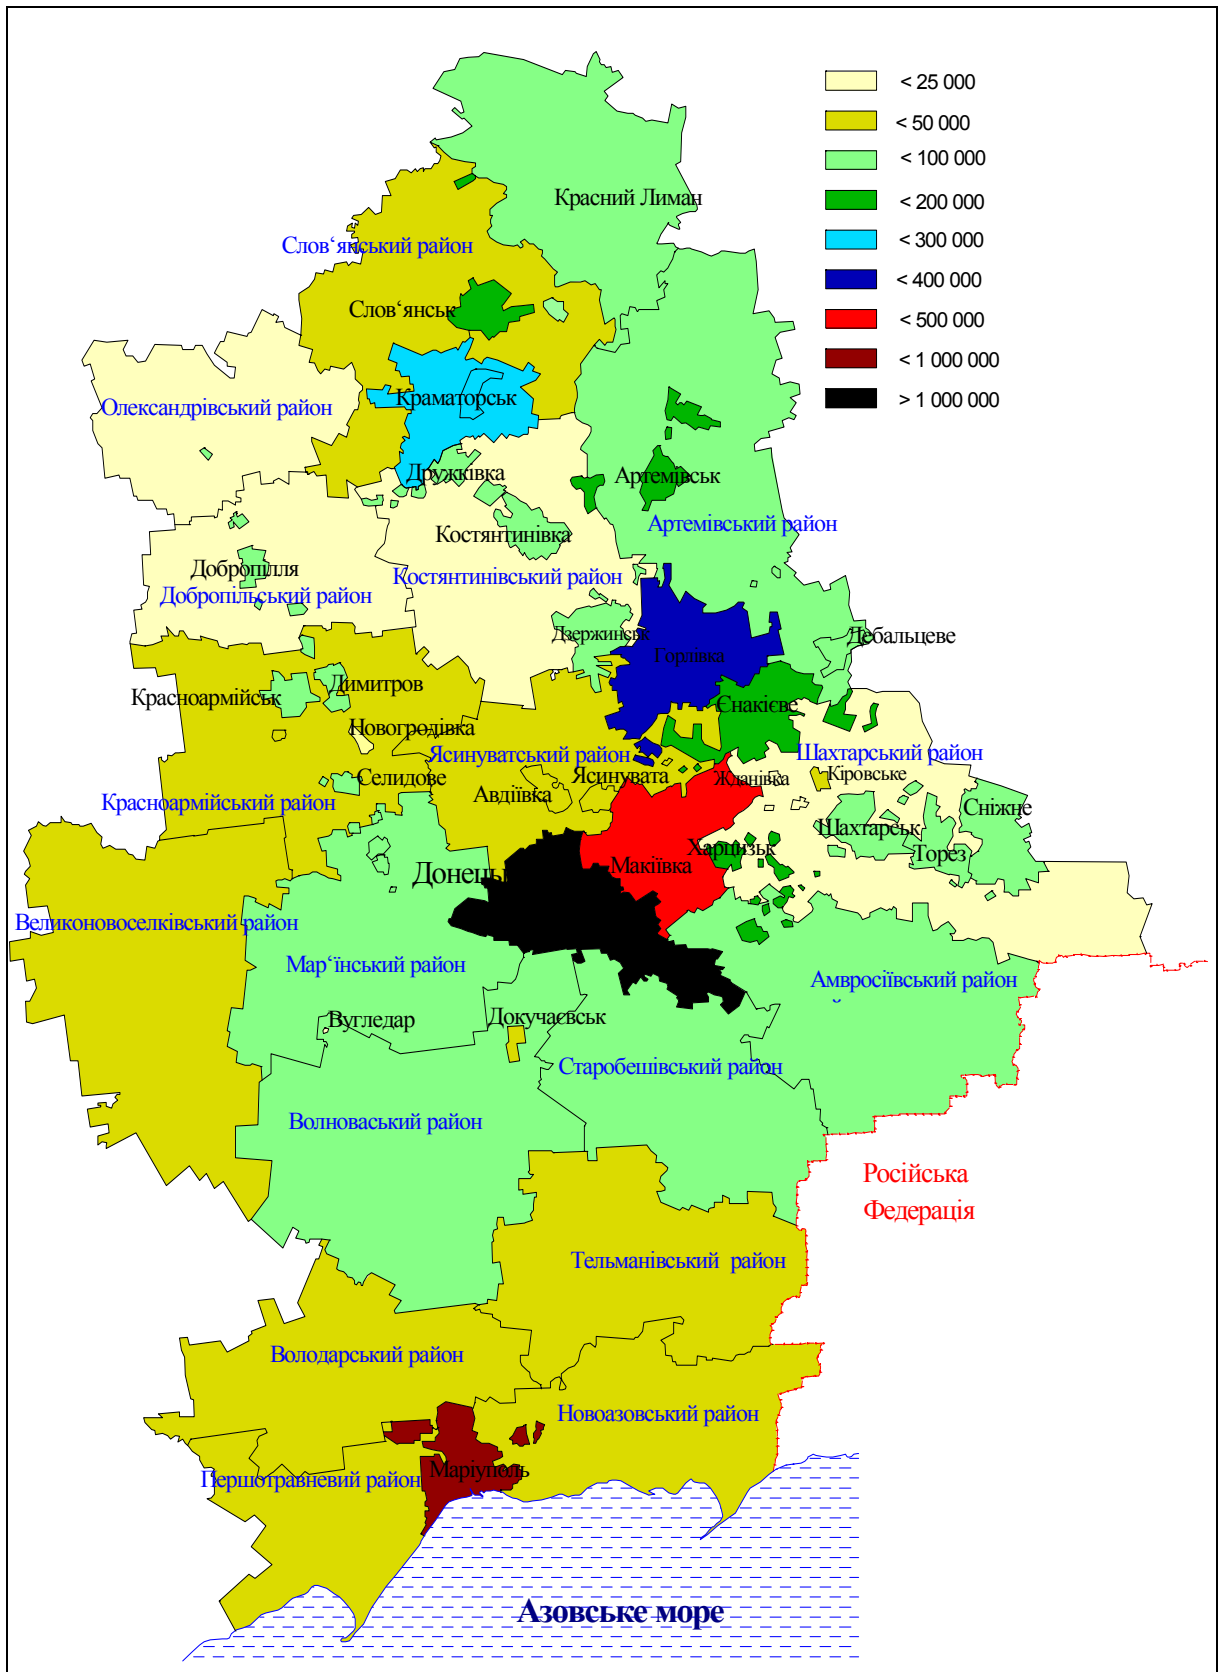 < 25 000
< 50 000
< 100 000
< 200 000
< 300 000
< 400 000
< 500 000
< 1 000 000
> 1 000 000
Красний Лиман
Слов‘янський район
Слов‘янськ
Краматорськ
Олександрівський район
Дружківка
Артемівськ
Артемівський район
Костянтинівка
Добропілля
Костянтинівський район
Добропільський район
Дзержинськ
Дебальцеве
Горлівка
Димитров
Красноармійськ
Єнакієве
Новогродівка
Ясинуватський район
Шахтарський район
Ясинувата
Жданівка
Кіровське
Селидове
Авдіївка
Красноармійський район
Сніжне
Шахтарськ
Харцизьк
Торез
Макіївка
Донецьк
Великоновоселківський район
Мар‘їнський район
Амвросіївський район
Вугледар
Докучаєвськ
Старобешівський район
Волноваський район
Російська
Федерація
Тельманівський район
Володарський район
Новоазовський район
Маріуполь
Першотравневий район
Азовське море